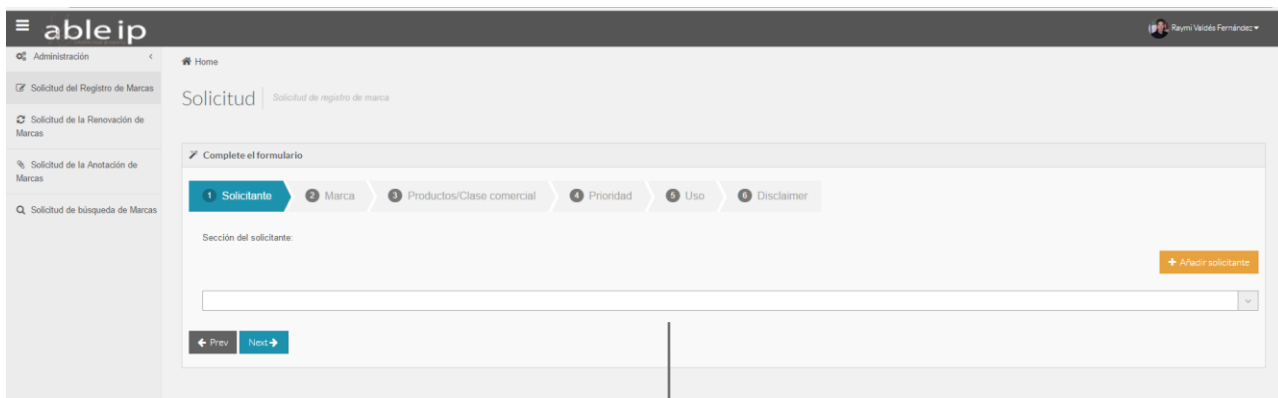 ableip
Raymi Valdés Fernández
Administración
Home
Solicitud del Registro de Marcas
Solicitud
Solicitud de registro de marca
Solicitud de la Renovación de
Marcas
Complete el formulario
Solicitud de la Anotación de
Marcas
1 Solicitante
2 Marca
3 Productos/Clase comercial
4 Prioridad
5 Uso
6 Disclaimer
Solicitud de búsqueda de Marcas
Sección del solicitante:
+ Añadir solicitante
Prev
Next